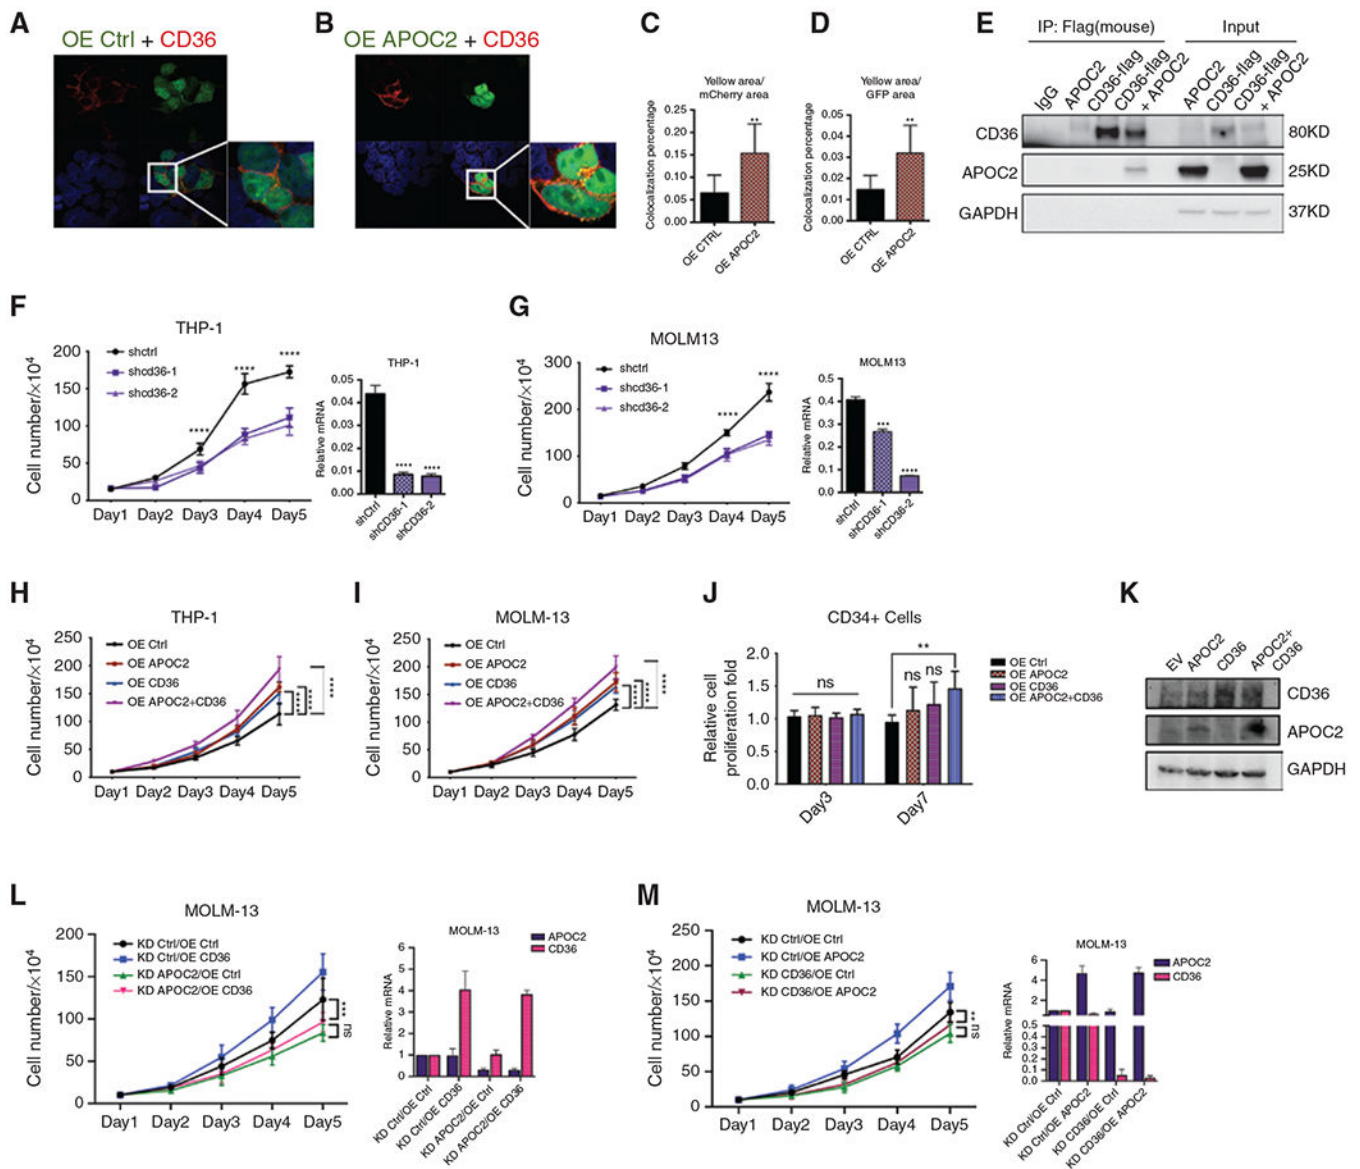 A
OE Ctrl + CD36
B
OE APOC2 + CD36
C
Yellow area/
mCherry area
Colocalization percentage
0.25
0.20
0.15
0.10
0.05
0.00
**
OE CTRL
OE APOC2
D
Yellow area/
GFP area
Colocalization percentage
0.05
0.04
0.03
0.02
0.01
0.00
**
OE CTRL
OE APOC2
E
IP: Flag(mouse)
Input
IgG
APOC2
CD36-flag
CD36-flag
+ APOC2
APOC2
CD36-flag
CD36-flag
+ APOC2
CD36
80KD
APOC2
25KD
GAPDH
37KD
F
THP-1
Cell number/×10⁴
200
150
100
50
0
shctrl
shcd36-1
shcd36-2
****
****
****
Day1 Day2 Day3 Day4 Day5
THP-1
Relative mRNA
0.05
0.04
0.03
0.02
0.01
0.00
****
****
shCtrl
shCD36-1
shCD36-2
G
MOLM13
Cell number/×10⁴
300
200
100
0
shctrl
shcd36-1
shcd36-2
****
****
Day1 Day2 Day3 Day4 Day5
MOLM13
Relative mRNA
0.5
0.4
0.3
0.2
0.1
0.0
***
****
shCtrl
shCD36-1
shCD36-2
H
THP-1
Cell number/×10⁴
250
200
150
100
50
0
OE Ctrl
OE APOC2
OE CD36
OE APOC2+CD36
****
****
****
Day1 Day2 Day3 Day4 Day5
I
MOLM-13
Cell number/×10⁴
250
200
150
100
50
0
OE Ctrl
OE APOC2
OE CD36
OE APOC2+CD36
****
****
****
Day1 Day2 Day3 Day4 Day5
J
CD34+ Cells
Relative cell
proliferation fold
2.0
1.5
1.0
0.5
0.0
ns
**
ns
ns
OE Ctrl
OE APOC2
OE CD36
OE APOC2+CD36
Day3
Day7
K
EV
APOC2
CD36
APOC2+
CD36
CD36
APOC2
GAPDH
L
MOLM-13
Cell number/×10⁴
200
150
100
50
0
KD Ctrl/OE Ctrl
KD Ctrl/OE CD36
KD APOC2/OE Ctrl
KD APOC2/OE CD36
***
ns
Day1 Day2 Day3 Day4 Day5
MOLM-13
APOC2
CD36
Relative mRNA
6
5
4
2
1
0
KD Ctrl/OE Ctrl
KD Ctrl/OE CD36
KD APOC2/OE Ctrl
KD APOC2/OE CD36
M
MOLM-13
Cell number/×10⁴
250
200
150
100
50
0
KD Ctrl/OE Ctrl
KD Ctrl/OE APOC2
KD CD36/OE Ctrl
KD CD36/OE APOC2
**
ns
Day1 Day2 Day3 Day4 Day5
MOLM-13
APOC2
CD36
Relative mRNA
6
4
2
0.5
0.4
0.3
0.2
0.1
0.0
KD Ctrl/OE Ctrl
KD Ctrl/OE APOC2
KD CD36/OE Ctrl
KD CD36/OE APOC2